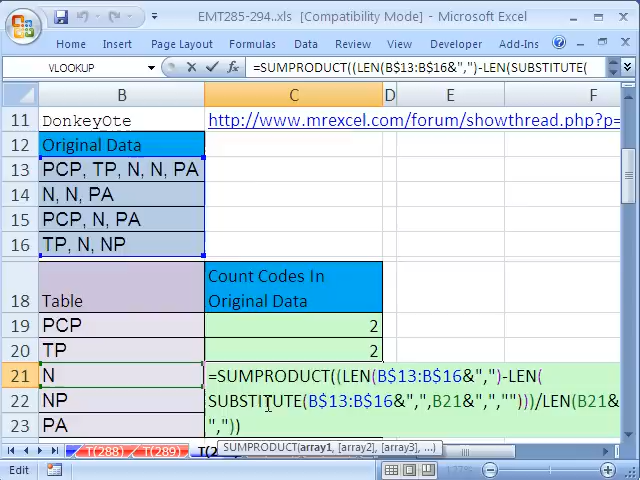 EMT285-294..xls [Compatibility Mode] - Microsoft Excel
Home Insert Page Layout Formulas Data Review View Developer Add-Ins
VLOOKUP =SUMPRODUCT((LEN(B$13:B$16&",")-LEN(SUBSTITUTE(
B C D E F
11 DonkeyOte http://www.mrexcel.com/forum/showthread.php?p=
12 Original Data
13 PCP, TP, N, N, PA
14 N, N, PA
15 PCP, N, PA
16 TP, N, NP
Count Codes In
18 Table Original Data
19 PCP 2
20 TP 2
21 N =SUMPRODUCT((LEN(B$13:B$16&",")-LEN(
22 NP SUBSTITUTE(B$13:B$16&",",B21&",","")))/LEN(B21&
23 PA ","))
SUMPRODUCT(array1, [array2], [array3], ...)
T(288) T(289)
Edit 127%